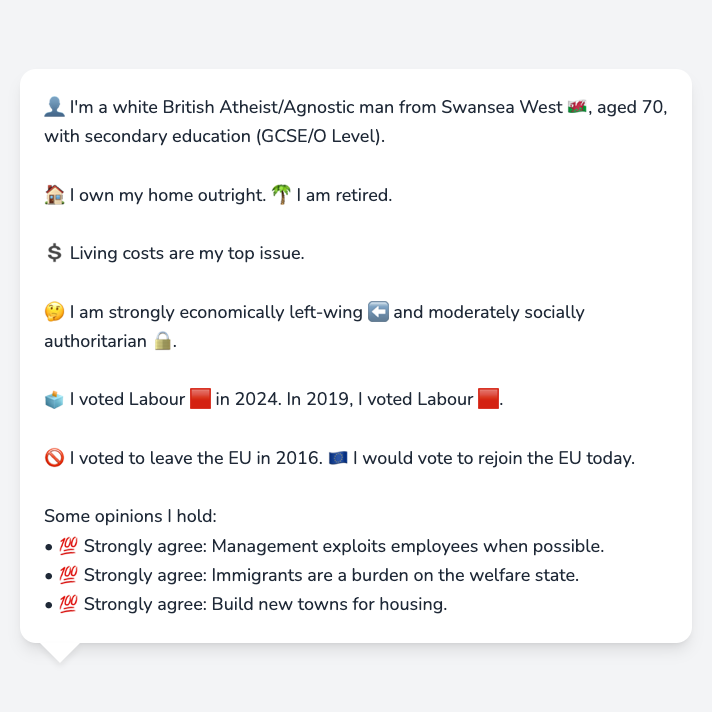 👤 I'm a white British Atheist/Agnostic man from Swansea West 🏴󠁧󠁢󠁷󠁬󠁳󠁿, aged 70,
with secondary education (GCSE/O Level).
🏠 I own my home outright. 🌴 I am retired.
💲 Living costs are my top issue.
🤔 I am strongly economically left-wing ⬅️ and moderately socially
authoritarian 🔒.
🗳️ I voted Labour 🟥 in 2024. In 2019, I voted Labour 🟥.
🚫 I voted to leave the EU in 2016. 🇪🇺 I would vote to rejoin the EU today.
Some opinions I hold:
• 💯 Strongly agree: Management exploits employees when possible.
• 💯 Strongly agree: Immigrants are a burden on the welfare state.
• 💯 Strongly agree: Build new towns for housing.